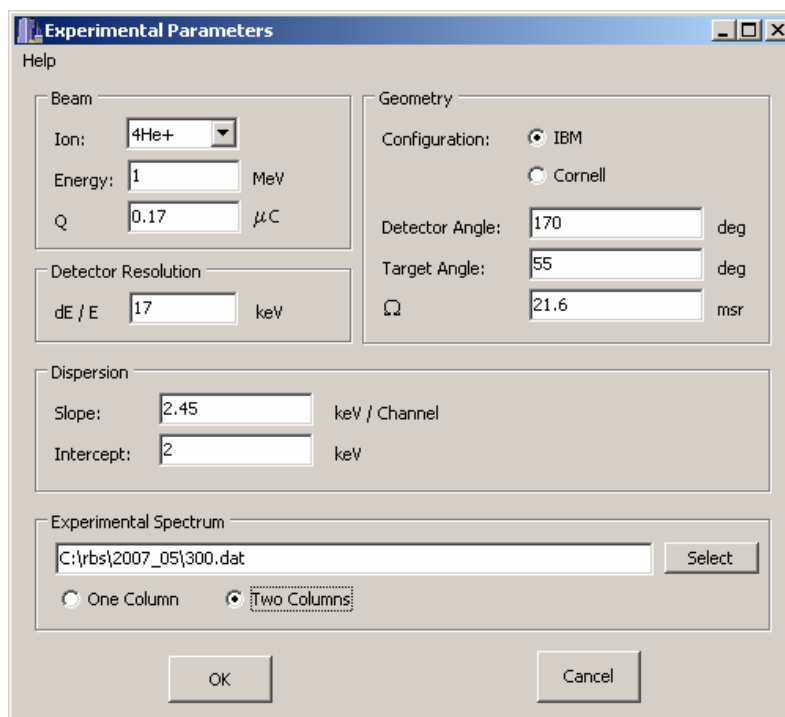 Experimental Parameters
Help
Beam
Ion: 4He+
Energy: 1 MeV
Q 0.17 μC
Detector Resolution
dE / E 17 keV
Geometry
Configuration: IBM
Cornell
Detector Angle: 170 deg
Target Angle: 55 deg
Ω 21.6 msr
Dispersion
Slope: 2.45 keV / Channel
Intercept: 2 keV
Experimental Spectrum
C:\rbs\2007_05\300.dat Select
One Column Two Columns
OK Cancel